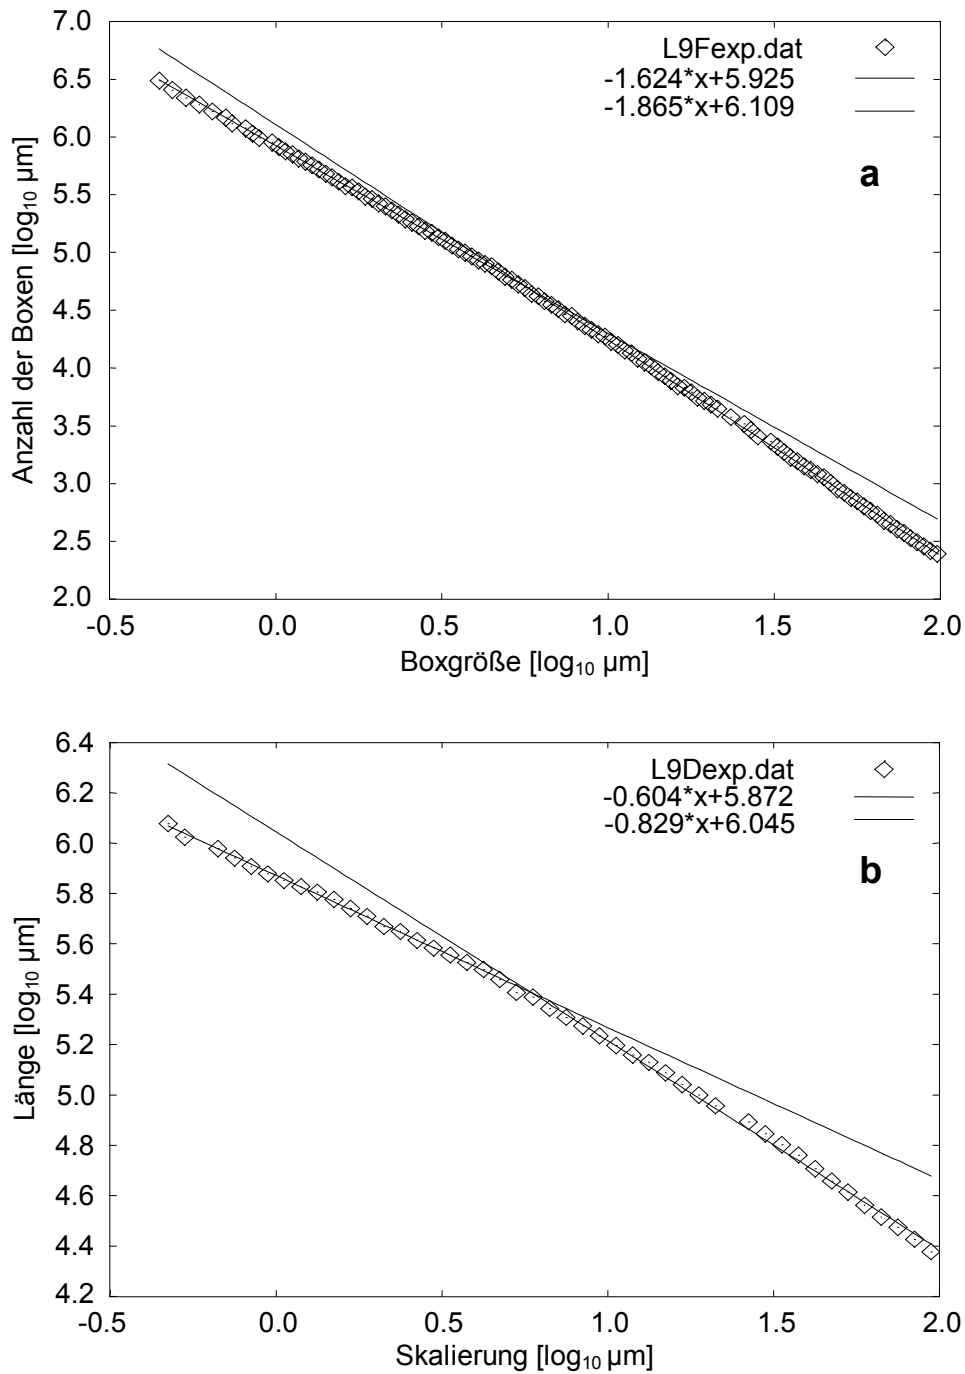 7.0
6.5
6.0
5.5
5.0
4.5
4.0
3.5
3.0
2.5
2.0
Anzahl der Boxen [log₁₀ µm]
L9Fexp.dat
-1.624*x+5.925
-1.865*x+6.109
a
-0.5 0.0 0.5 1.0 1.5 2.0
Boxgröße [log₁₀ µm]
6.4
6.2
6.0
5.8
5.6
5.4
5.2
5.0
4.8
4.6
4.4
4.2
Länge [log₁₀ µm]
L9Dexp.dat
-0.604*x+5.872
-0.829*x+6.045
b
-0.5 0.0 0.5 1.0 1.5 2.0
Skalierung [log₁₀ µm]